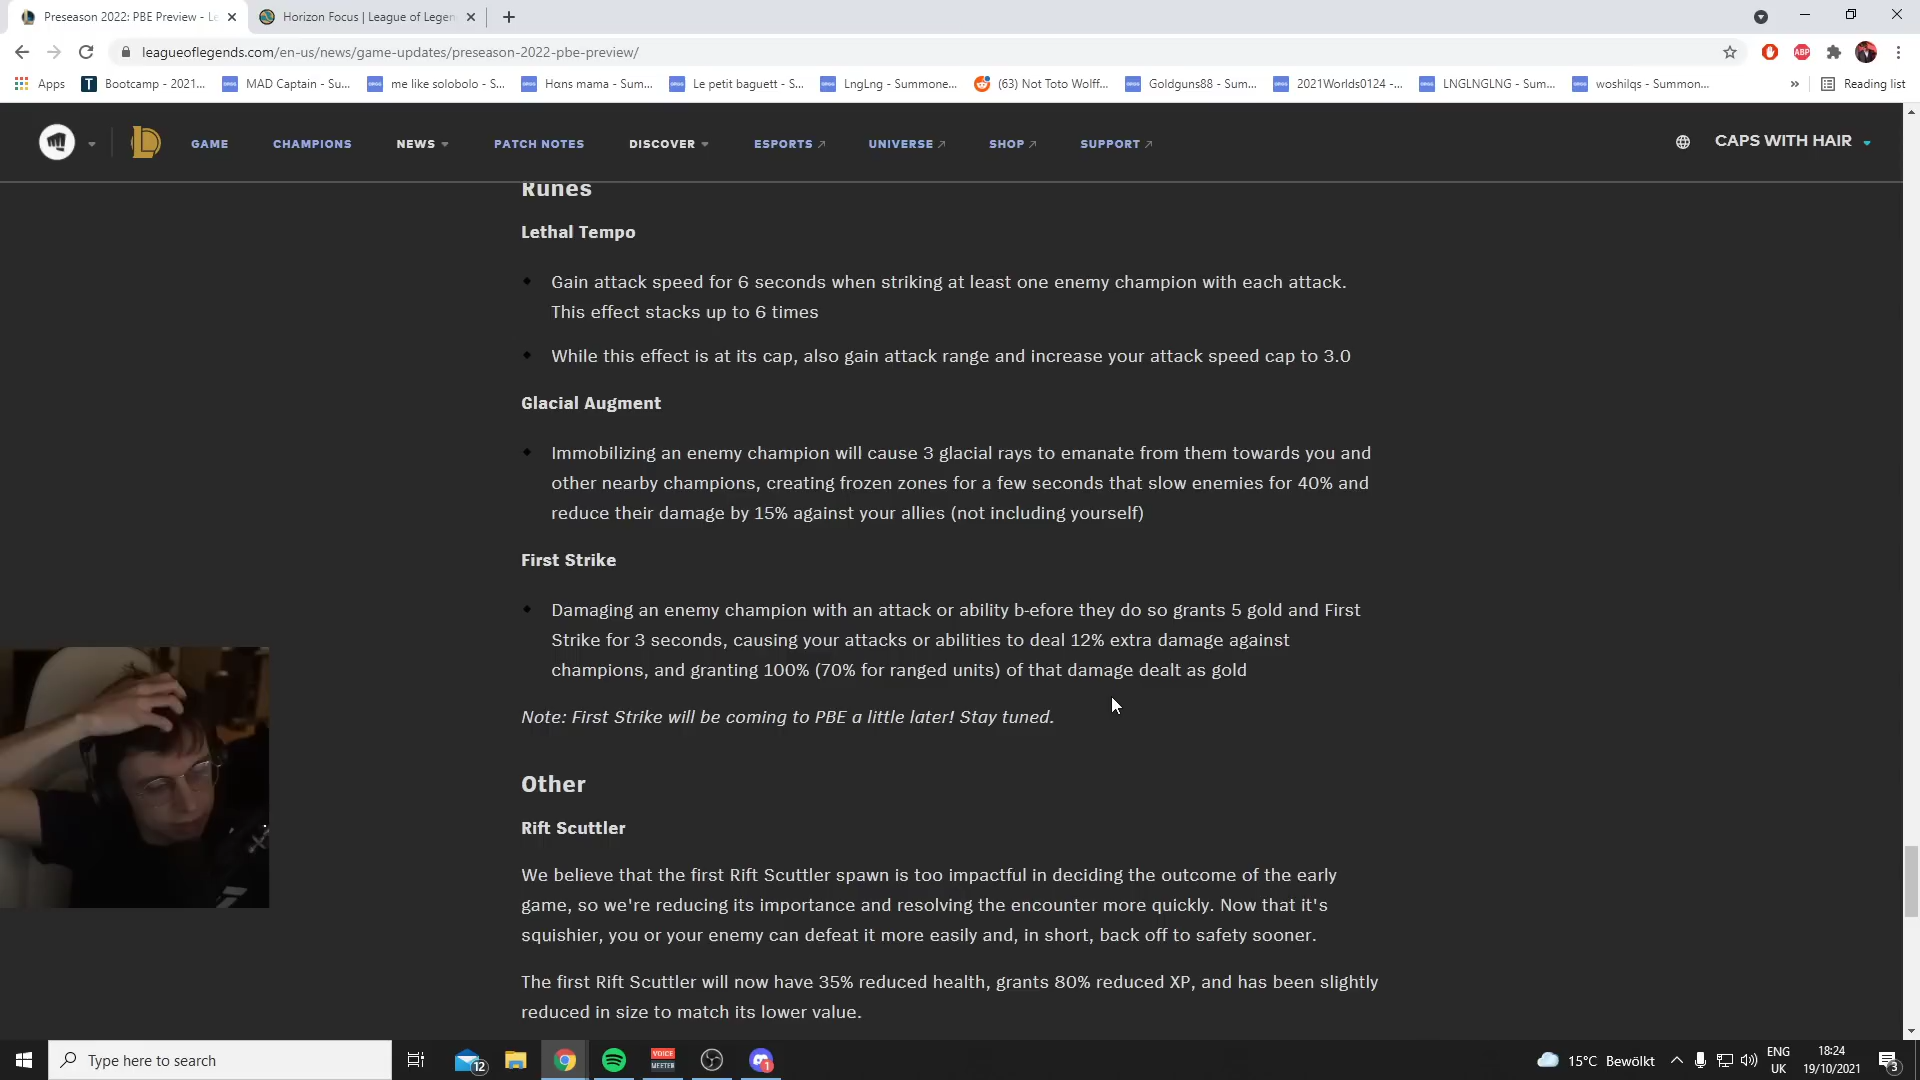 Preseason 2022: PBE Preview - Le
Horizon Focus | League of Legen
leagueoflegends.com/en-us/news/game-updates/preseason-2022-pbe-preview/
ABP
Apps
T Bootcamp - 2021...
MAD Captain - Su...
me like solobolo - S...
Hans mama - Sum...
Le petit baguett - S...
LngLng - Summone...
(63) Not Toto Wolff...
Goldguns88 - Sum...
2021Worlds0124 -...
LNGLNGLNG - Sum...
woshilqs - Summon...
»
Reading list
GAME
CHAMPIONS
NEWS
PATCH NOTES
DISCOVER
ESPORTS
UNIVERSE
SHOP
SUPPORT
CAPS WITH HAIR
Runes
Lethal Tempo
Gain attack speed for 6 seconds when striking at least one enemy champion with each attack.
This effect stacks up to 6 times
While this effect is at its cap, also gain attack range and increase your attack speed cap to 3.0
Glacial Augment
Immobilizing an enemy champion will cause 3 glacial rays to emanate from them towards you and
other nearby champions, creating frozen zones for a few seconds that slow enemies for 40% and
reduce their damage by 15% against your allies (not including yourself)
First Strike
Damaging an enemy champion with an attack or ability b-efore they do so grants 5 gold and First
Strike for 3 seconds, causing your attacks or abilities to deal 12% extra damage against
champions, and granting 100% (70% for ranged units) of that damage dealt as gold
Note: First Strike will be coming to PBE a little later! Stay tuned.
Other
Rift Scuttler
We believe that the first Rift Scuttler spawn is too impactful in deciding the outcome of the early
game, so we're reducing its importance and resolving the encounter more quickly. Now that it's
squishier, you or your enemy can defeat it more easily and, in short, back off to safety sooner.
The first Rift Scuttler will now have 35% reduced health, grants 80% reduced XP, and has been slightly
reduced in size to match its lower value.
Type here to search
12
VOICE
MEETER
1
15°C Bewölkt
ENG
UK
18:24
19/10/2021
3